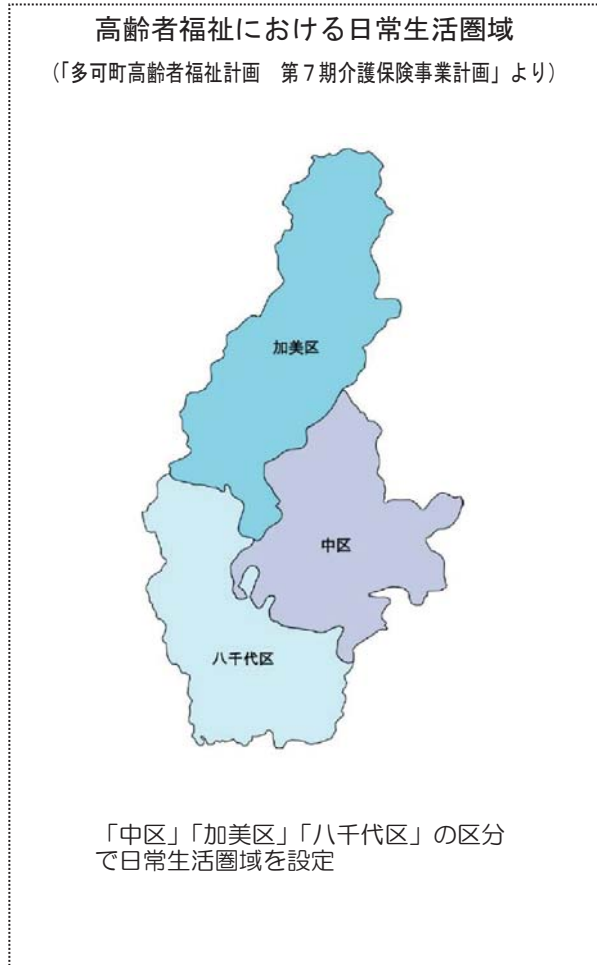 高齢者福祉における日常生活圏域
(「多可町高齢者福祉計画　第７期介護保険事業計画」より)
加美区
中区
八千代区
「中区」「加美区」「八千代区」の区分
で日常生活圏域を設定